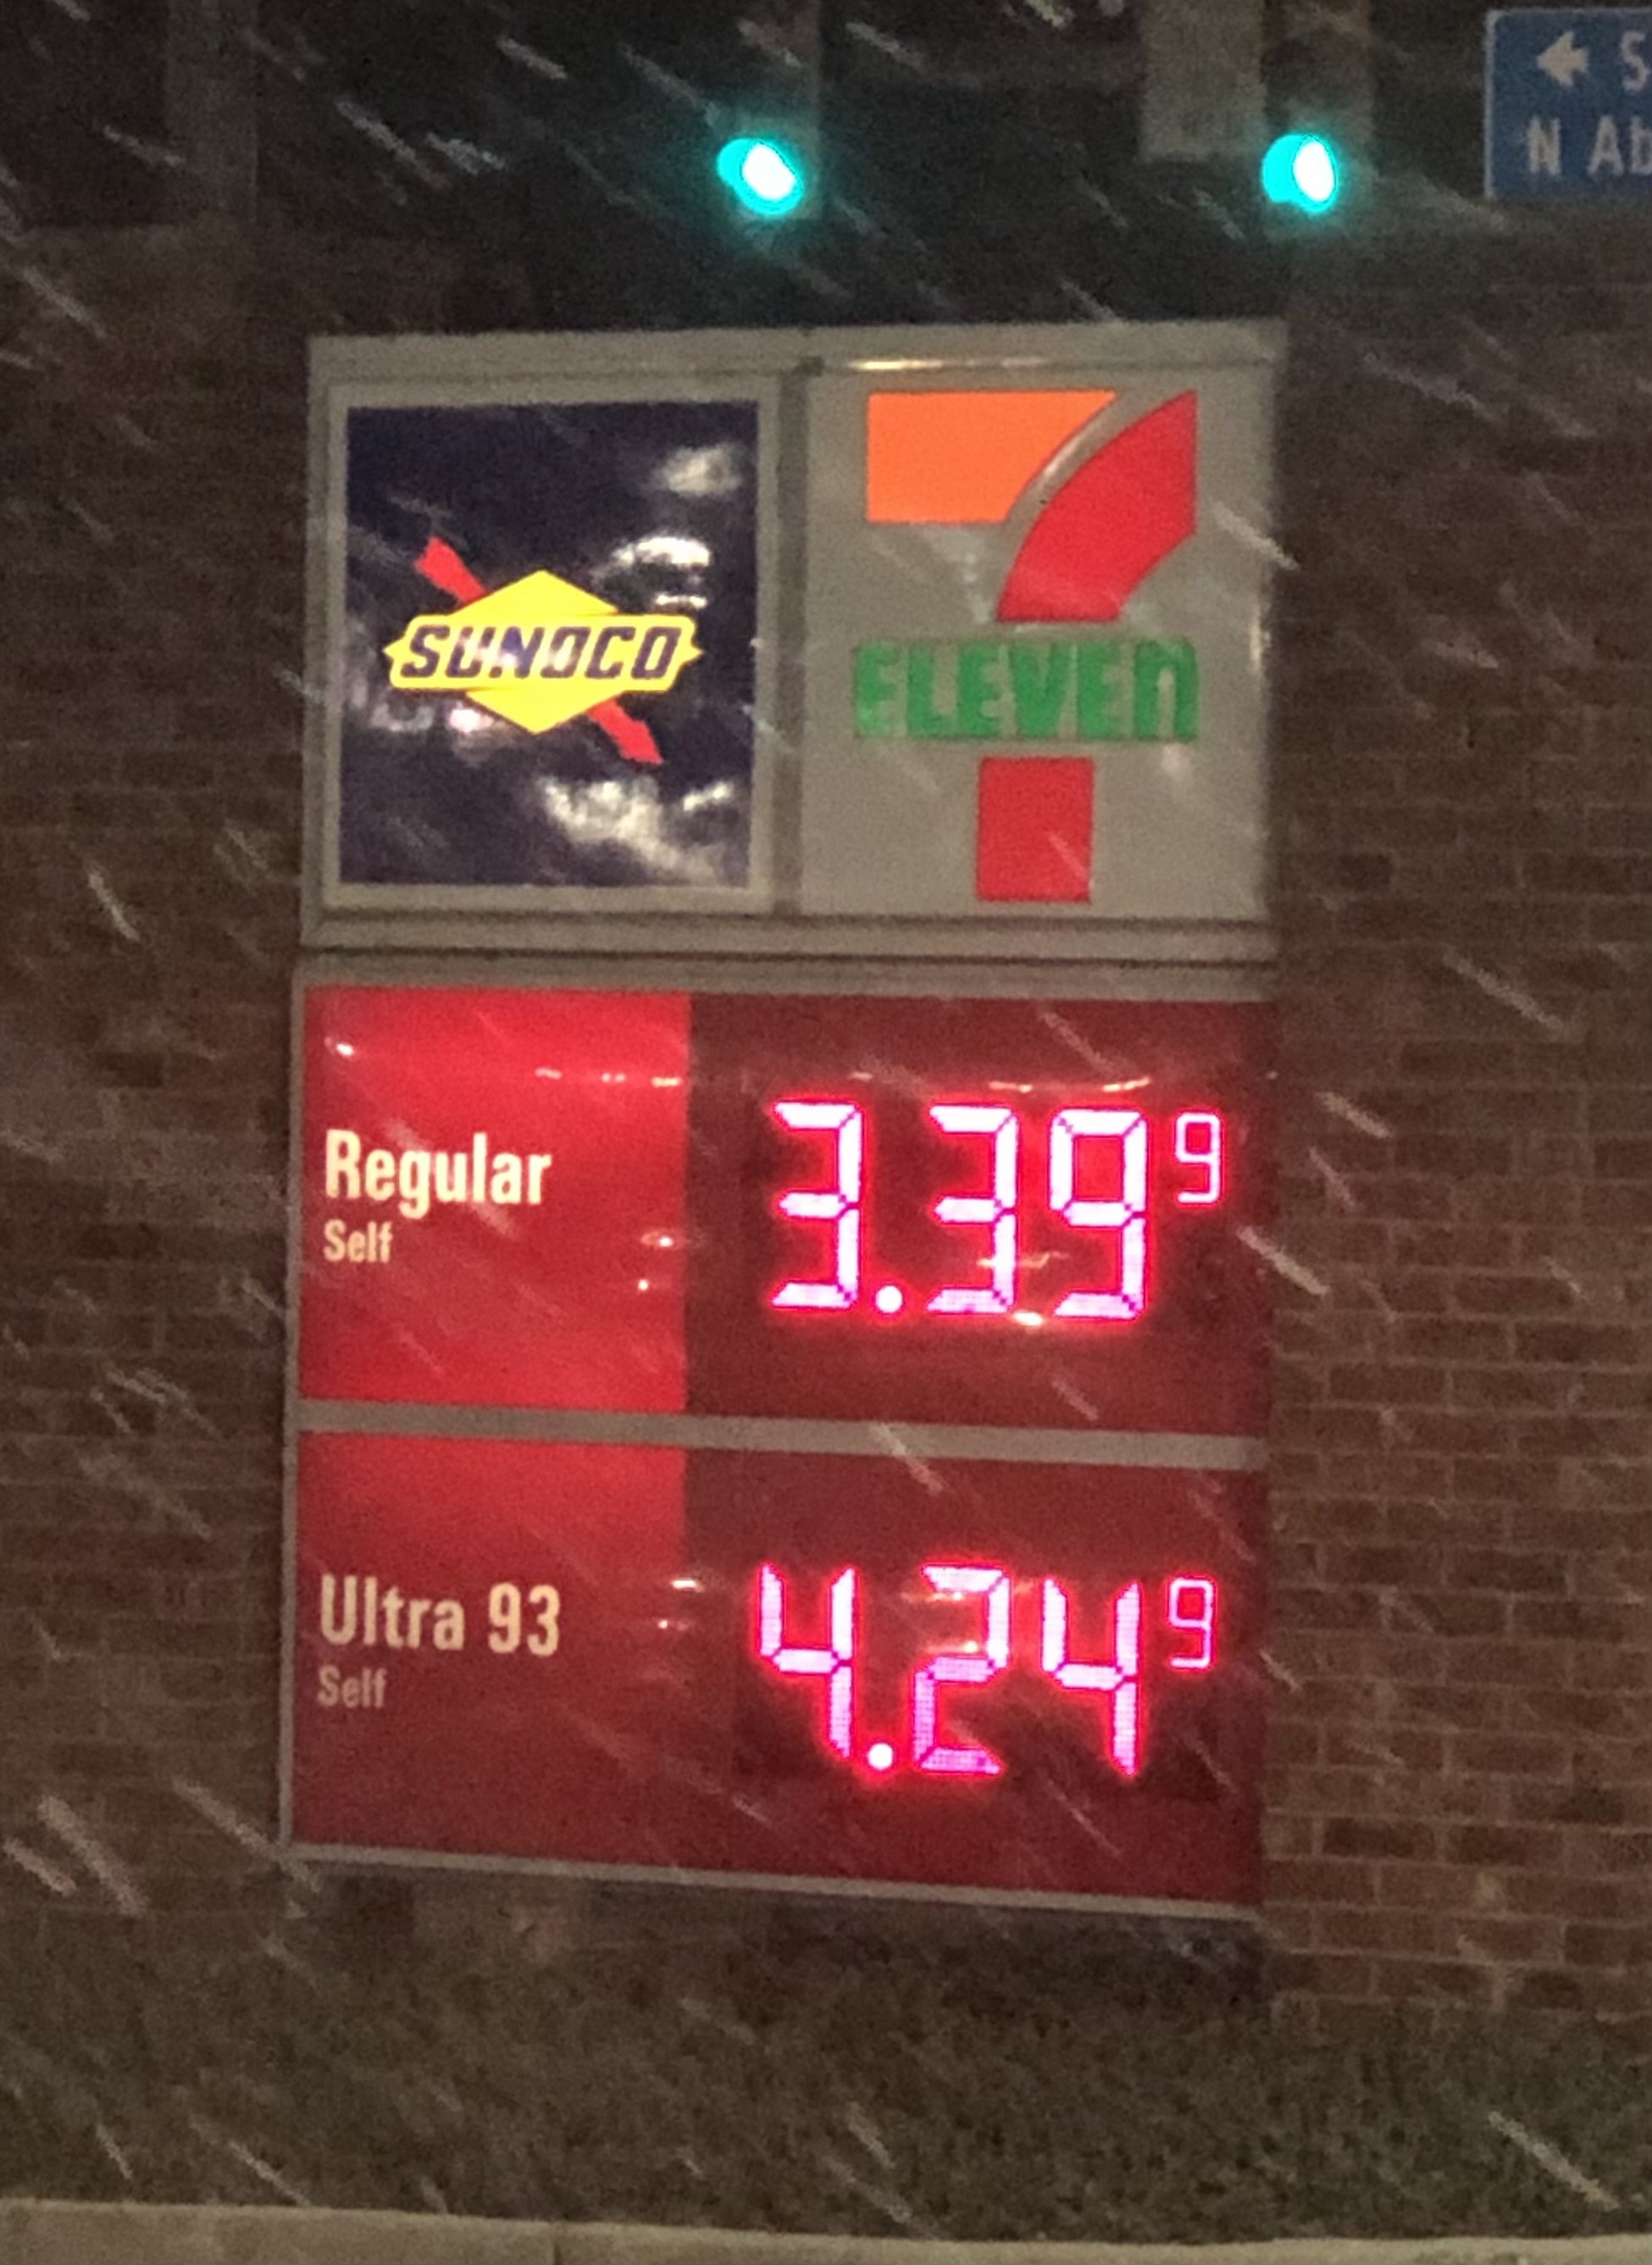 SUNOCO
7
ELEVEN
Regular
Self
3.39 9
Ultra 93
Self
4.24 9